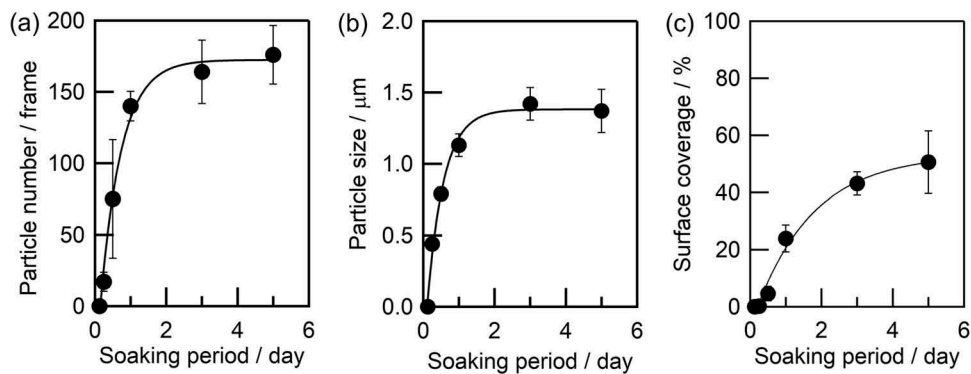 (a)
200
150
100
50
0
Particle number / frame
0 2 4 6
Soaking period / day
(b)
2.0
1.5
1.0
0.5
0.0
Particle size / μm
0 2 4 6
Soaking period / day
(c)
100
80
60
40
20
0
Surface coverage / %
0 2 4 6
Soaking period / day